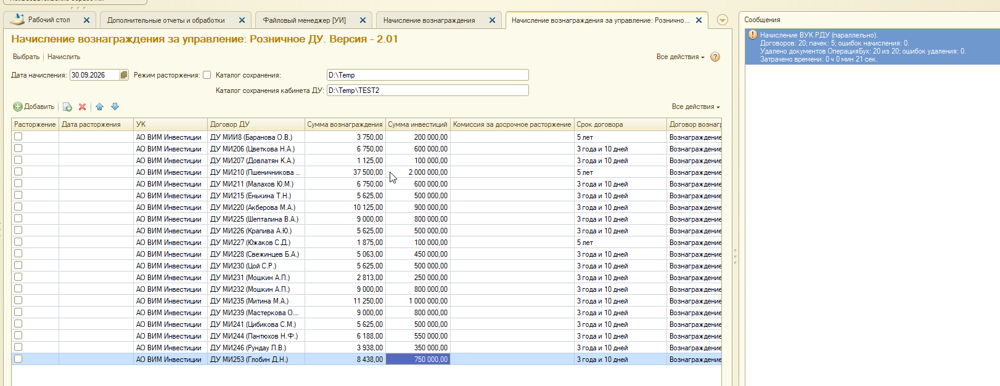 Рабочий стол
Дополнительные отчеты и обработки
Файловый менеджер [УИ]
Начисление вознаграждения
Начисление вознаграждения за управление: Рознично...
Начисление вознаграждения за управление: Розничное ДУ. Версия - 2.01
Выбрать Начислить Все действия
Дата начисления: 30.09.2026 Режим расторжения: Каталог сохранения: D:\Temp
Каталог сохранения кабинета ДУ: D:\Temp\TEST2
Добавить Все действия
Расторжение Дата расторжения УК Договор ДУ Сумма вознаграждения Сумма инвестиций Комиссия за досрочное расторжение Срок договора Договор вознагр
АО ВИМ Инвестиции ДУ МИИ8 (Баранова О.В.) 3 750,00 200 000,00 5 лет Вознаграждение
АО ВИМ Инвестиции ДУ МИ206 (Цветкова Н.А.) 6 750,00 600 000,00 3 года и 10 дней Вознаграждение
АО ВИМ Инвестиции ДУ МИ207 (Довлатян К.А.) 1 125,00 100 000,00 3 года и 10 дней Вознаграждение
АО ВИМ Инвестиции ДУ МИ210 (Пшеничникова ... 37 500,00 2 000 000,00 5 лет Вознаграждение
АО ВИМ Инвестиции ДУ МИ211 (Малахов Ю.М.) 6 750,00 600 000,00 3 года и 10 дней Вознаграждение
АО ВИМ Инвестиции ДУ МИ215 (Енькина Т.Н.) 5 625,00 500 000,00 3 года и 10 дней Вознаграждение
АО ВИМ Инвестиции ДУ МИ220 (Акберова М.А.) 10 125,00 900 000,00 3 года и 10 дней Вознаграждение
АО ВИМ Инвестиции ДУ МИ225 (Шепталина В.А.) 9 000,00 800 000,00 3 года и 10 дней Вознаграждение
АО ВИМ Инвестиции ДУ МИ226 (Крапива А.Ю.) 5 625,00 500 000,00 3 года и 10 дней Вознаграждение
АО ВИМ Инвестиции ДУ МИ227 (Южаков С.Д.) 1 875,00 100 000,00 5 лет Вознаграждение
АО ВИМ Инвестиции ДУ МИ228 (Свежинцев Б.А.) 5 063,00 450 000,00 3 года и 10 дней Вознаграждение
АО ВИМ Инвестиции ДУ МИ230 (Цой С.Р.) 5 625,00 500 000,00 3 года и 10 дней Вознаграждение
АО ВИМ Инвестиции ДУ МИ231 (Мошкин А.П.) 2 813,00 250 000,00 3 года и 10 дней Вознаграждение
АО ВИМ Инвестиции ДУ МИ232 (Мошкин А.П.) 9 000,00 800 000,00 3 года и 10 дней Вознаграждение
АО ВИМ Инвестиции ДУ МИ235 (Митина М.А.) 11 250,00 1 000 000,00 3 года и 10 дней Вознаграждение
АО ВИМ Инвестиции ДУ МИ239 (Мастеркова О.... 9 000,00 800 000,00 3 года и 10 дней Вознаграждение
АО ВИМ Инвестиции ДУ МИ241 (Цибикова С.М.) 5 625,00 500 000,00 3 года и 10 дней Вознаграждение
АО ВИМ Инвестиции ДУ МИ244 (Пантюхов Н.Ф.) 6 188,00 550 000,00 3 года и 10 дней Вознаграждение
АО ВИМ Инвестиции ДУ МИ246 (Рундау Л.В.) 3 938,00 350 000,00 3 года и 10 дней Вознаграждение
АО ВИМ Инвестиции ДУ МИ253 (Глобин Д.Н.) 8 438,00 750 000,00 3 года и 10 дней Вознаграждение
Сообщения
Начисление ВУК РДУ (параллельно).
Договоров: 20; пачек: 5; ошибок начисления: 0.
Удалено документов ОперацияБух: 20 из 20; ошибок удаления: 0.
Затрачено времени: 0 ч 0 мин 21 сек.